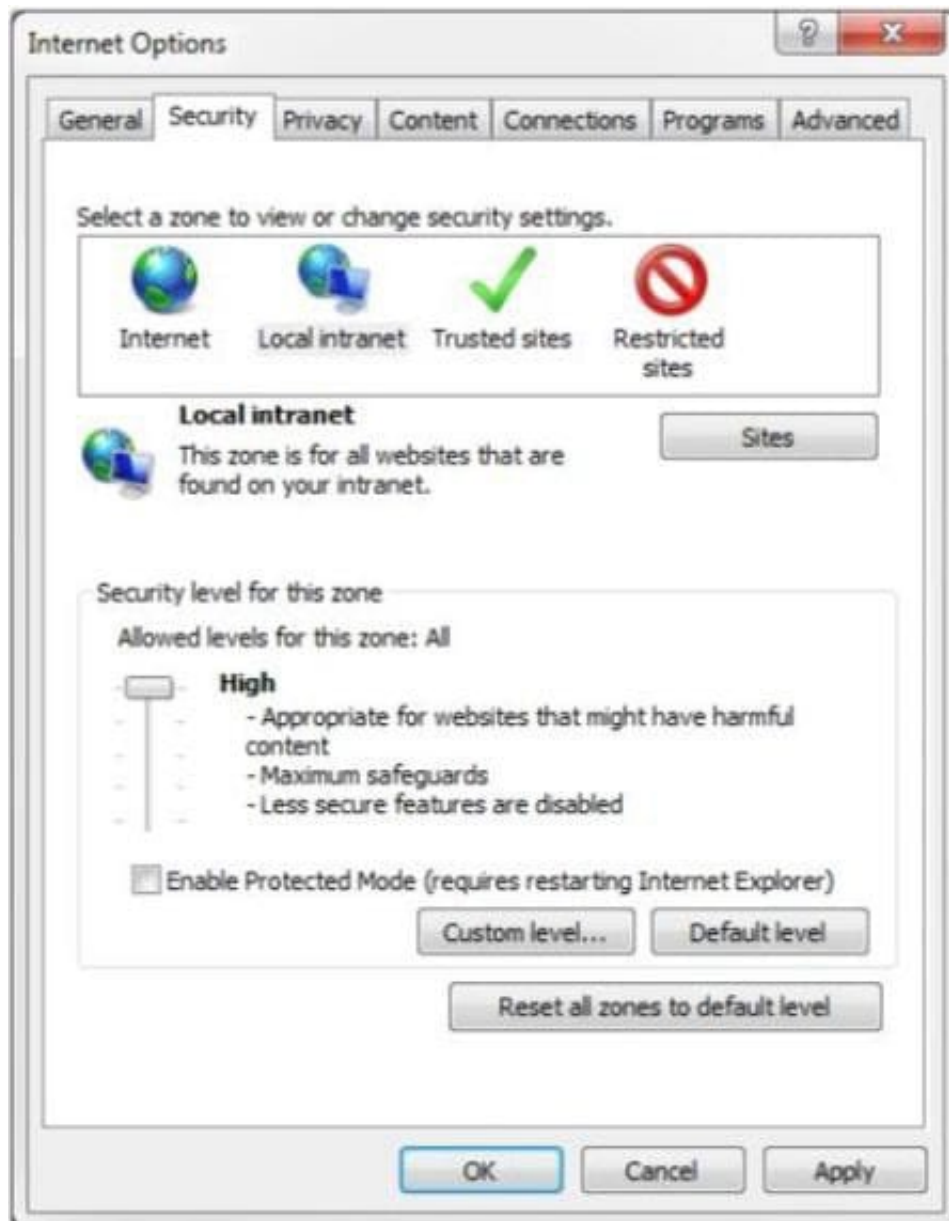 Internet Options
General Security Privacy Content Connections Programs Advanced
Select a zone to view or change security settings.
Internet Local intranet Trusted sites Restricted
sites
Local intranet
Sites
This zone is for all websites that are
found on your intranet.
Security level for this zone
Allowed levels for this zone: All
High
- Appropriate for websites that might have harmful
content
- Maximum safeguards
- Less secure features are disabled
Enable Protected Mode (requires restarting Internet Explorer)
Custom level... Default level
Reset all zones to default level
OK Cancel Apply